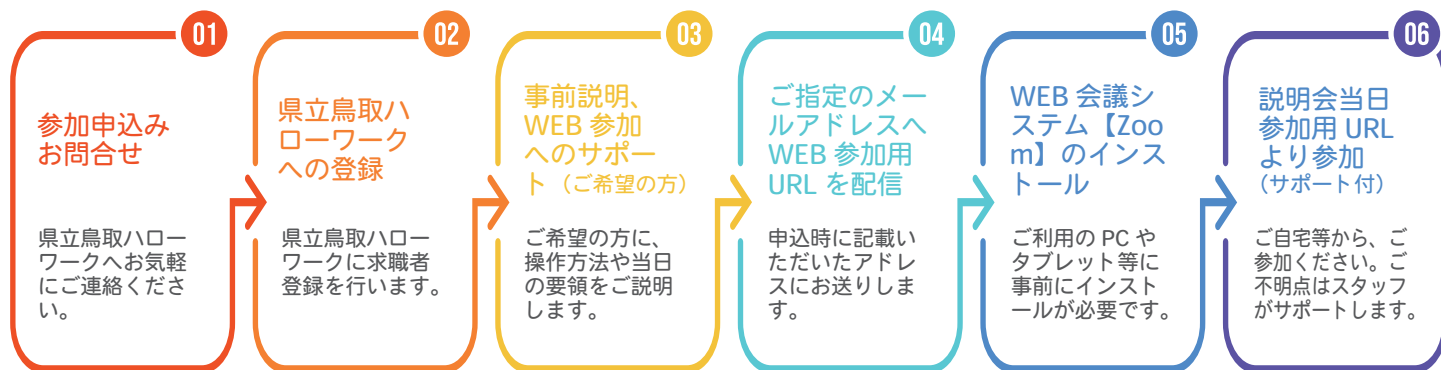 01
参加申込み
お問合せ
県立鳥取ハロー
ワークへお気軽
にご連絡くださ
い。
02
県立鳥取ハ
ローワーク
への登録
県立鳥取ハロー
ワークに求職者
登録を行います。
03
事前説明、
WEB 参加
へのサポー
ト（ご希望の方）
ご希望の方に、
操作方法や当日
の要領をご説明
します。
04
ご指定のメー
ルアドレスへ
WEB 参加用
URL を配信
申込時に記載い
ただいたアドレ
スにお送りしま
す。
05
WEB 会議シ
ステム【Zoo
m】のインス
トール
ご利用の PC や
タブレット等に
事前にインスト
ールが必要です。
06
説明会当日
参加用 URL
より参加
（サポート付）
ご自宅等から、ご
参加ください。ご
不明点はスタッフ
がサポートします。